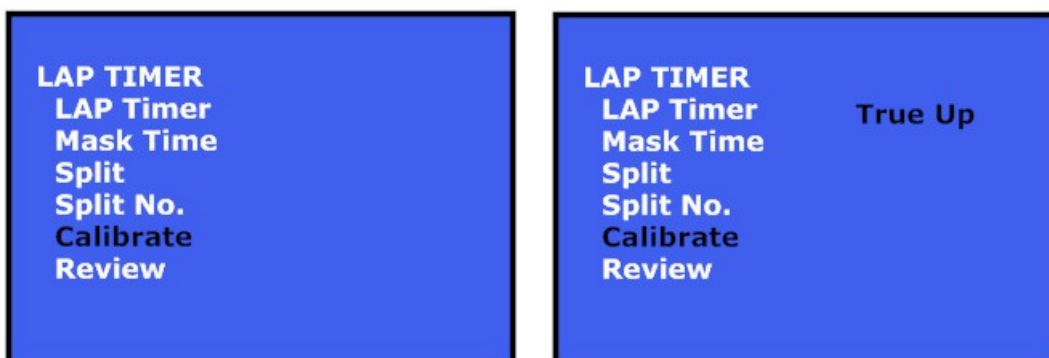 LAP TIMER
LAP Timer
Mask Time
Split
Split No.
Calibrate
Review
LAP TIMER
LAP Timer
True Up
Mask Time
Split
Split No.
Calibrate
Review